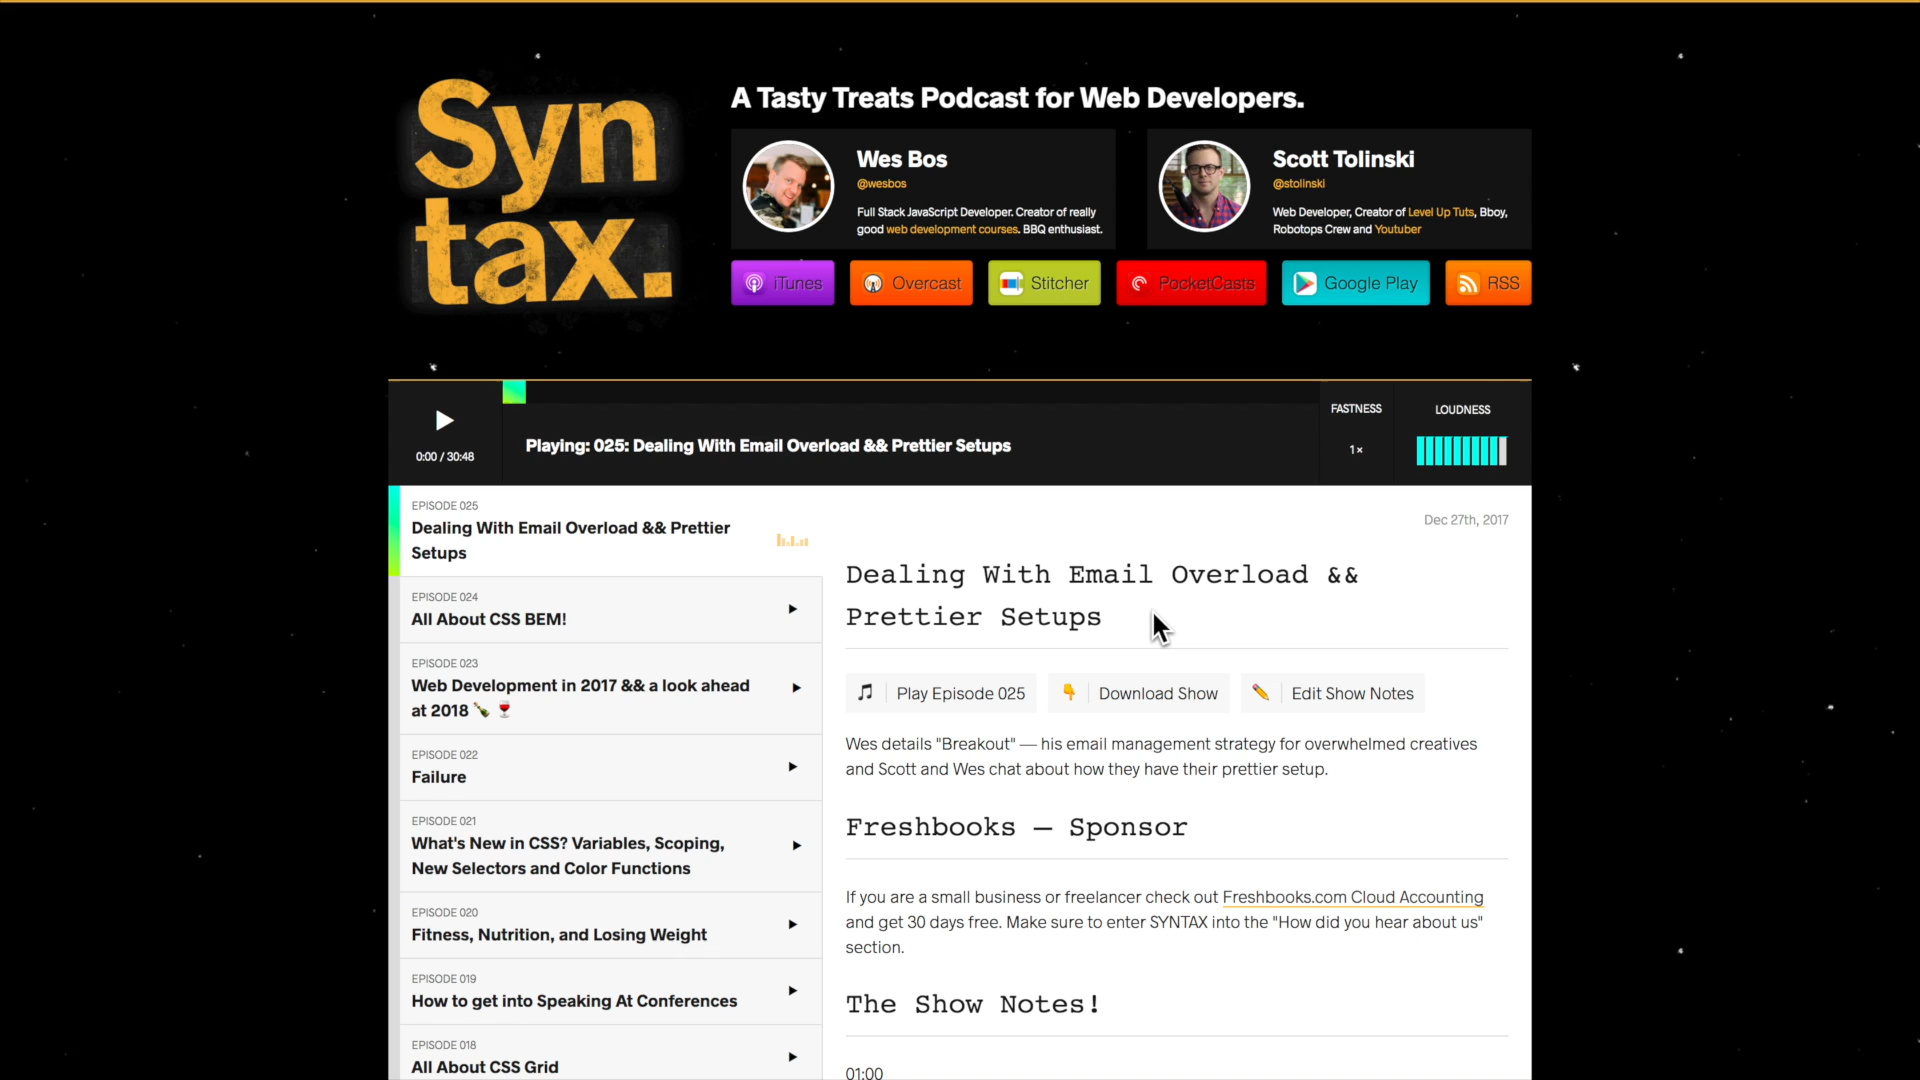 Syn
tax.
A Tasty Treats Podcast for Web Developers.
Wes Bos
@wesbos
Full Stack JavaScript Developer. Creator of really
good web development courses. BBQ enthusiast.
Scott Tolinski
@stolinski
Web Developer, Creator of Level Up Tuts, Bboy,
Robotops Crew and Youtuber
iTunes
Overcast
Stitcher
PocketCasts
Google Play
RSS
0:00 / 30:48
Playing: 025: Dealing With Email Overload && Prettier Setups
FASTNESS
1×
LOUDNESS
EPISODE 025
Dealing With Email Overload && Prettier
Setups
EPISODE 024
All About CSS BEM!
EPISODE 023
Web Development in 2017 && a look ahead
at 2018 🍾 🍷
EPISODE 022
Failure
EPISODE 021
What's New in CSS? Variables, Scoping,
New Selectors and Color Functions
EPISODE 020
Fitness, Nutrition, and Losing Weight
EPISODE 019
How to get into Speaking At Conferences
EPISODE 018
All About CSS Grid
Dec 27th, 2017
Dealing With Email Overload &&
Prettier Setups
Play Episode 025
Download Show
Edit Show Notes
Wes details "Breakout" — his email management strategy for overwhelmed creatives
and Scott and Wes chat about how they have their prettier setup.
Freshbooks — Sponsor
If you are a small business or freelancer check out Freshbooks.com Cloud Accounting
and get 30 days free. Make sure to enter SYNTAX into the "How did you hear about us"
section.
The Show Notes!
01:00